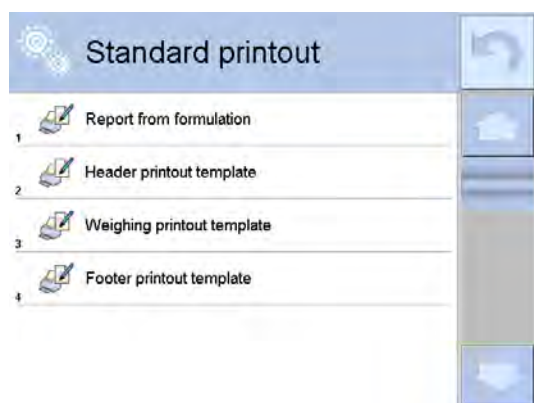 Standard printout
1 Report from formulation
2 Header printout template
3 Weighing printout template
4 Footer printout template